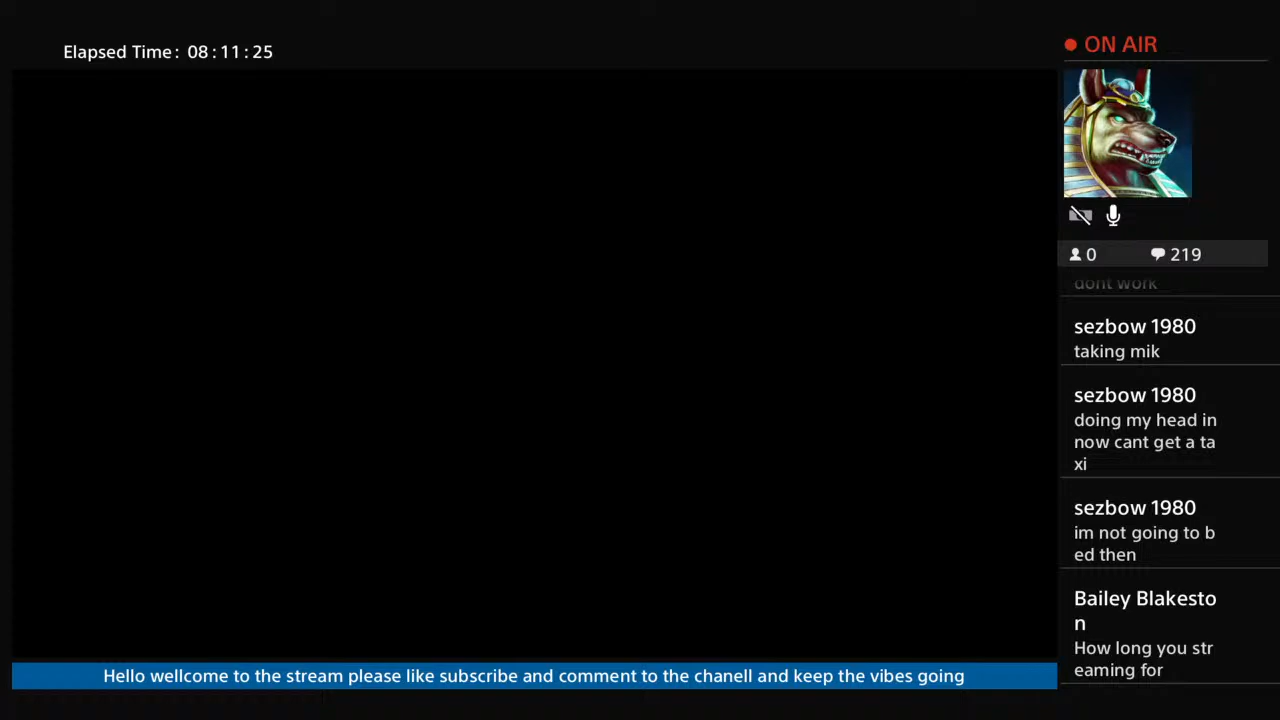 Elapsed Time: 08:11:25
ON AIR
0 219
dont work
sezbow 1980
taking mik
sezbow 1980
doing my head in
now cant get a ta
xi
sezbow 1980
im not going to b
ed then
Bailey Blakesto
n
How long you str
eaming for
Hello wellcome to the stream please like subscribe and comment to the chanell and keep the vibes going